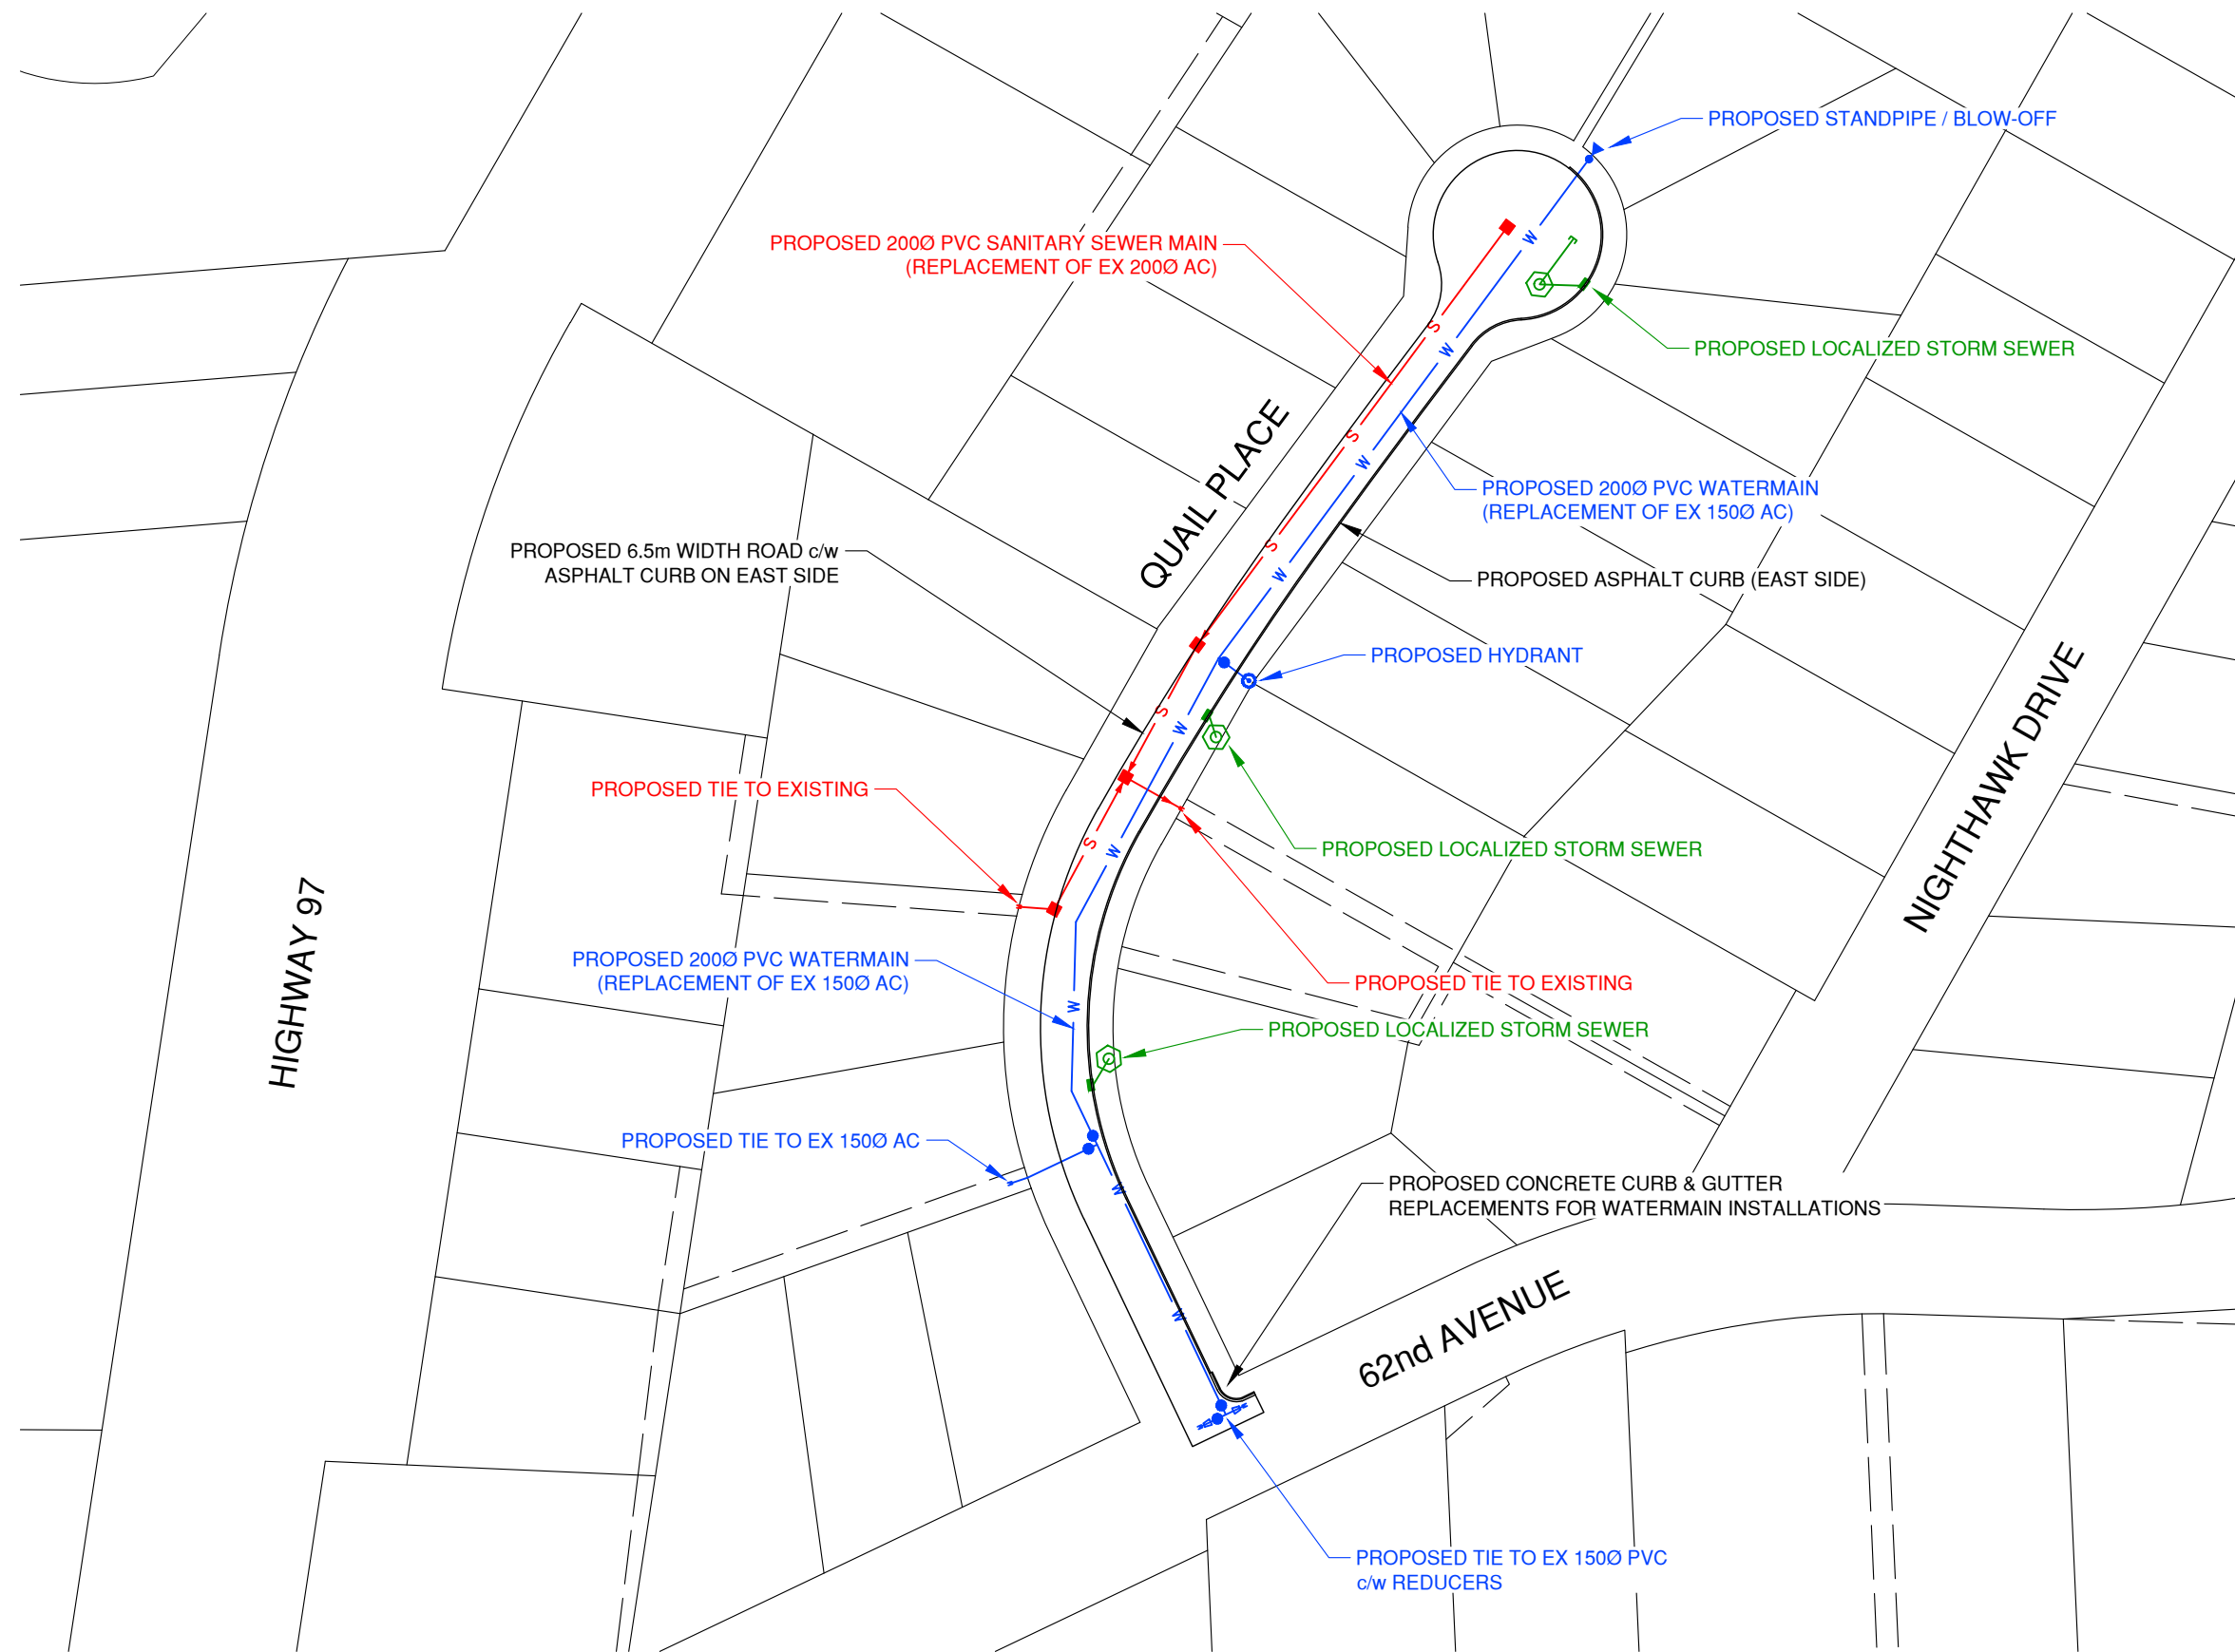 PROPOSED STANDPIPE / BLOW-OFF
PROPOSED 200Ø PVC SANITARY SEWER MAIN
(REPLACEMENT OF EX 200Ø AC)
PROPOSED LOCALIZED STORM SEWER
QUAIL PLACE
PROPOSED 200Ø PVC WATERMAIN
(REPLACEMENT OF EX 150Ø AC)
PROPOSED 6.5m WIDTH ROAD c/w
ASPHALT CURB ON EAST SIDE
PROPOSED ASPHALT CURB (EAST SIDE)
PROPOSED HYDRANT
NIGHTHAWK DRIVE
PROPOSED TIE TO EXISTING
PROPOSED LOCALIZED STORM SEWER
HIGHWAY 97
PROPOSED 200Ø PVC WATERMAIN
(REPLACEMENT OF EX 150Ø AC)
PROPOSED TIE TO EXISTING
PROPOSED LOCALIZED STORM SEWER
PROPOSED TIE TO EX 150Ø AC
PROPOSED CONCRETE CURB & GUTTER
REPLACEMENTS FOR WATERMAIN INSTALLATIONS
62nd AVENUE
PROPOSED TIE TO EX 150Ø PVC
c/w REDUCERS
W
S
W
S
W
S
W
S
W
S
W
W
W
W